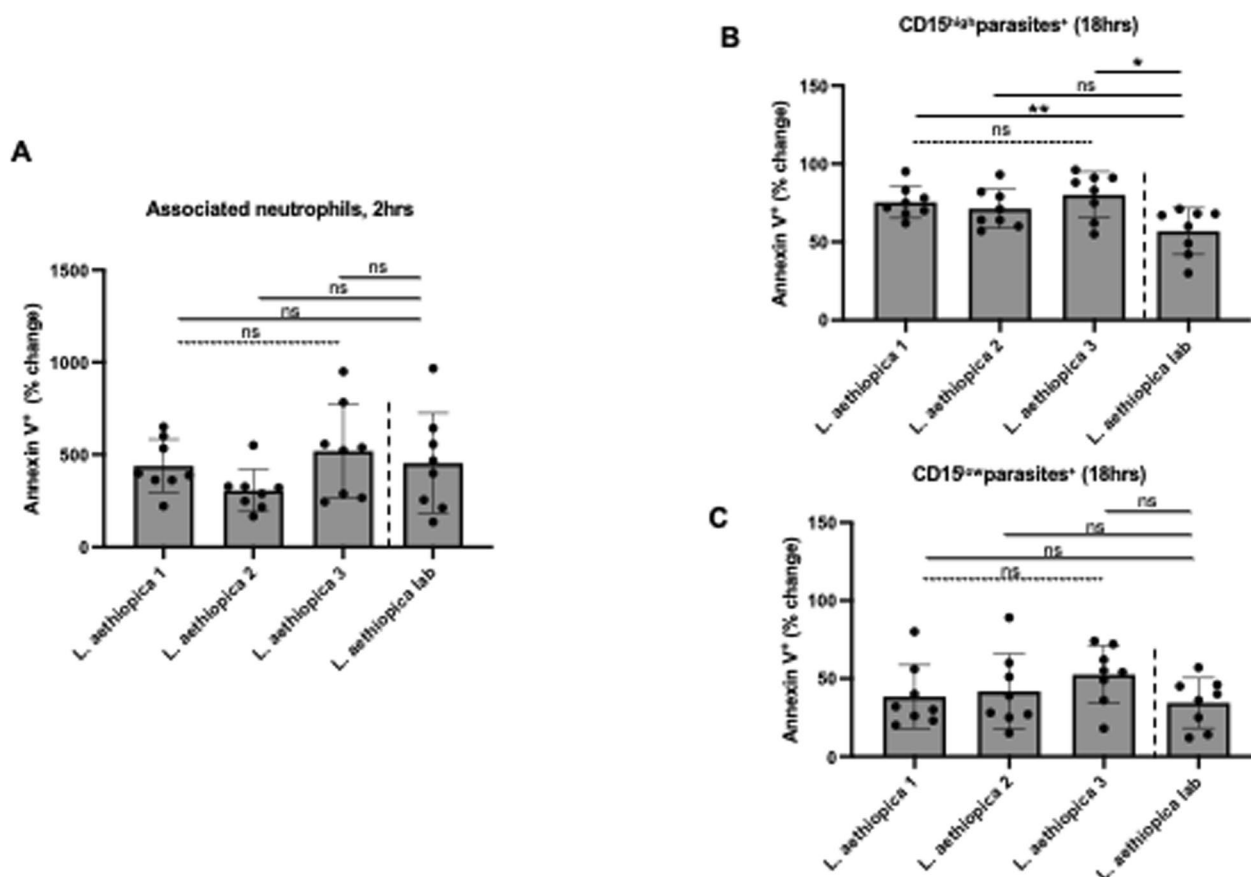 A
Associated neutrophils, 2hrs
Annexin V⁺ (% change)
1500
1000
500
0
ns
ns
ns
ns
L. aethiopica 1
L. aethiopica 2
L. aethiopica 3
L. aethiopica lab
B
CD15ʰⁱᵍʰparasites⁺ (18hrs)
Annexin V⁺ (% change)
150
100
50
0
*
ns
**
ns
L. aethiopica 1
L. aethiopica 2
L. aethiopica 3
L. aethiopica lab
C
CD15ˡᵒʷparasites⁺ (18hrs)
Annexin V⁺ (% change)
150
100
50
0
ns
ns
ns
ns
L. aethiopica 1
L. aethiopica 2
L. aethiopica 3
L. aethiopica lab